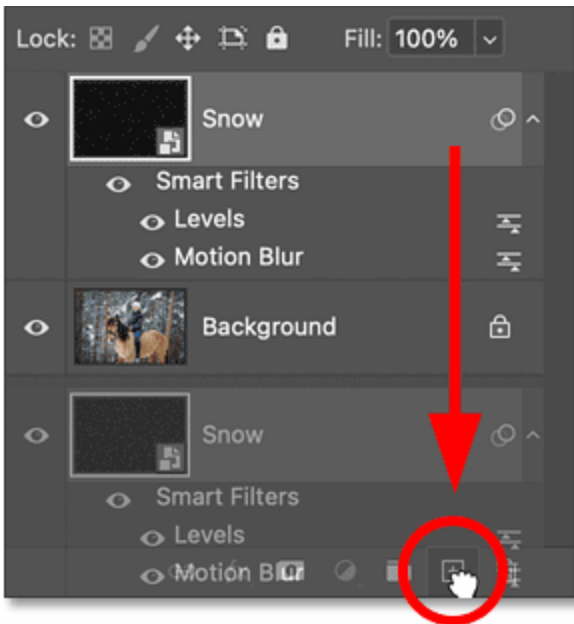 Lock: Fill: 100%
Snow
Smart Filters
Levels
Motion Blur
Background
Snow
Smart Filters
Levels
Motion Blur